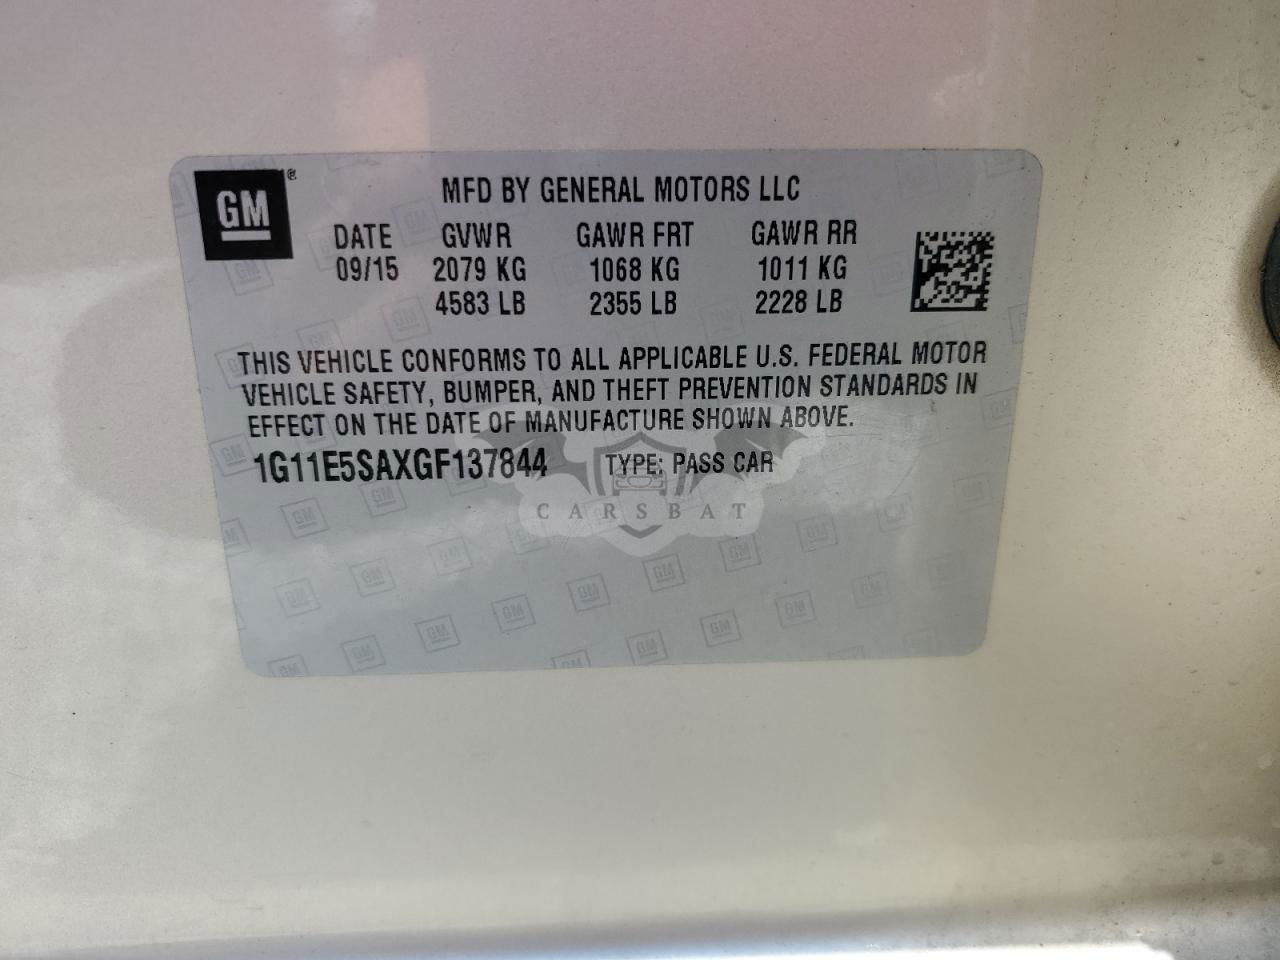 GM®
MFD BY GENERAL MOTORS LLC
DATE GVWR GAWR FRT GAWR RR
09/15 2079 KG 1068 KG 1011 KG
4583 LB 2355 LB 2228 LB
THIS VEHICLE CONFORMS TO ALL APPLICABLE U.S. FEDERAL MOTOR
VEHICLE SAFETY, BUMPER, AND THEFT PREVENTION STANDARDS IN
EFFECT ON THE DATE OF MANUFACTURE SHOWN ABOVE.
1G11E5SAXGF137844 TYPE: PASS CAR
CARSBAT